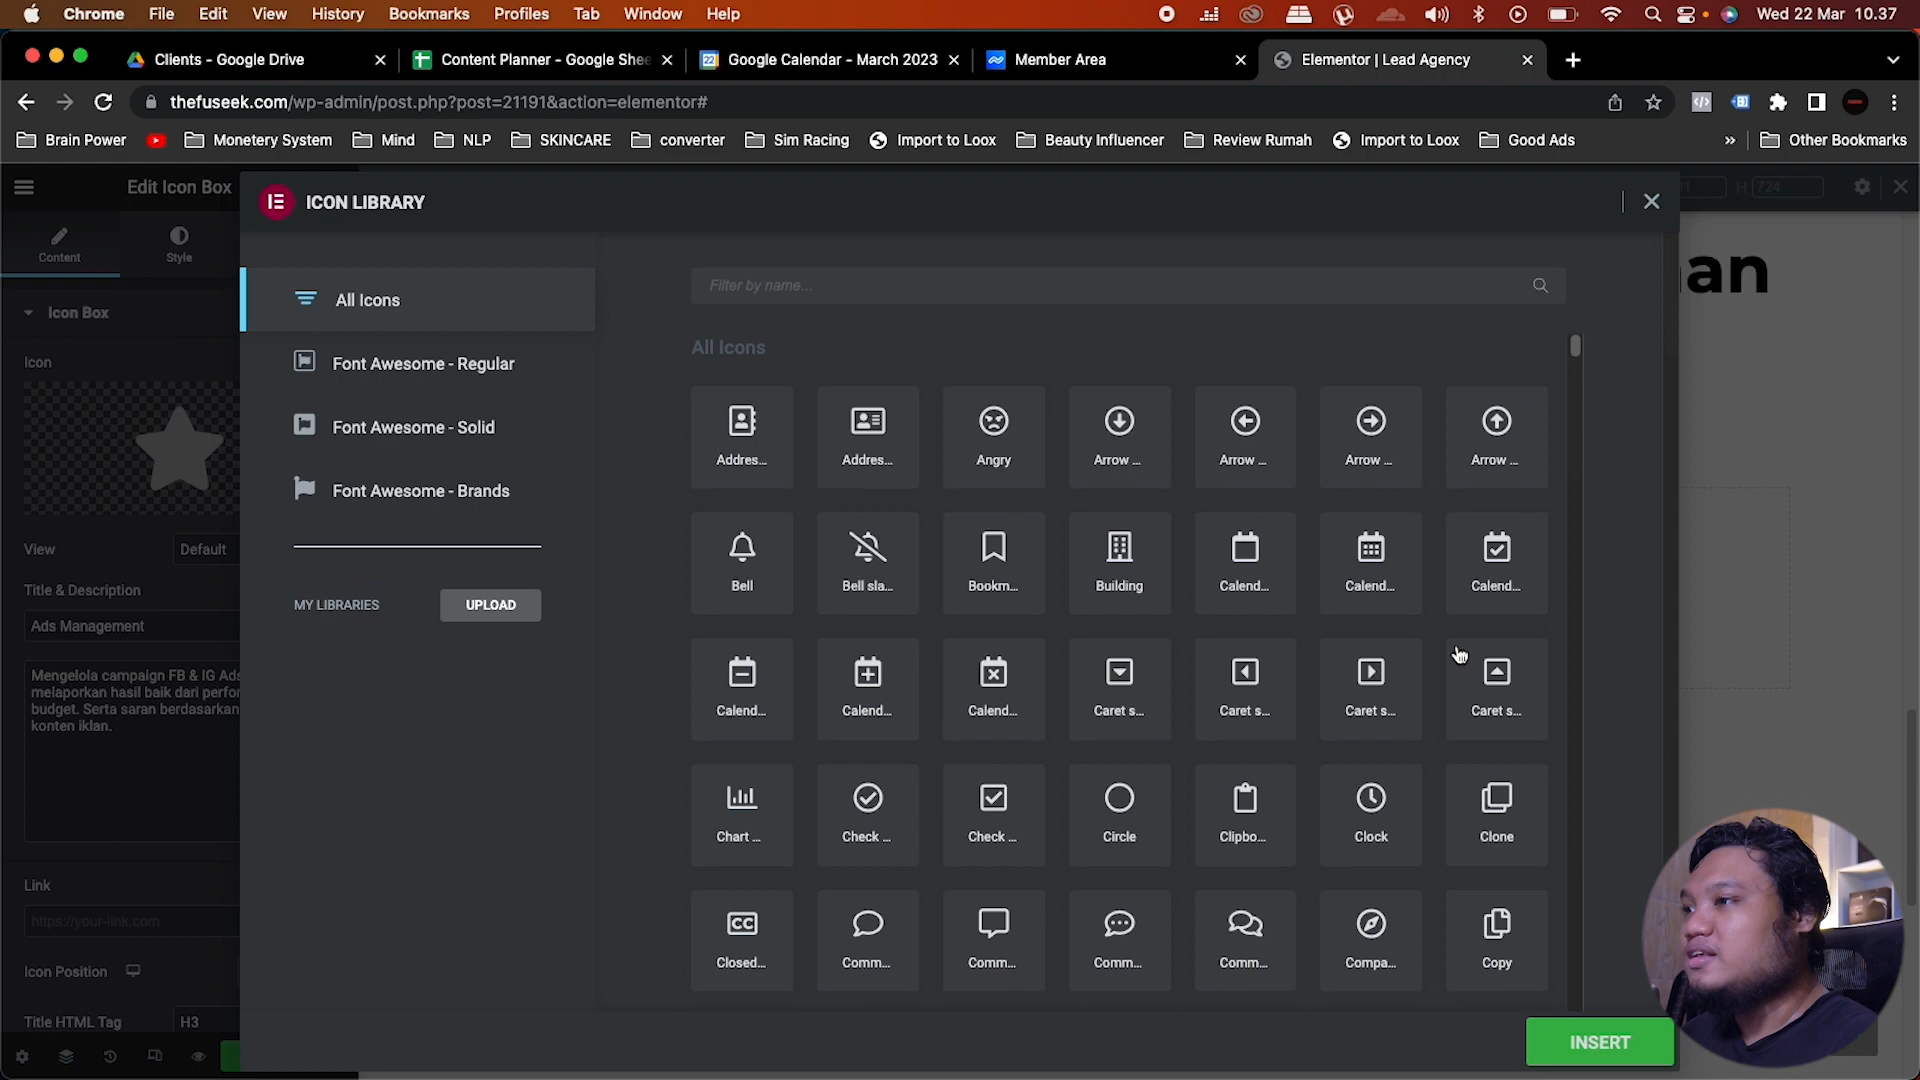 Chrome File Edit View History Bookmarks Profiles Tab Window Help Wed 22 Mar 10.37
Clients - Google Drive Content Planner - Google Shee Google Calendar - March 2023 Member Area Elementor | Lead Agency
thefuseek.com/wp-admin/post.php?post=21191&action=elementor#
Brain Power Monetery System Mind NLP SKINCARE converter Sim Racing Import to Loox Beauty Influencer Review Rumah Import to Loox Good Ads » Other Bookmarks
Edit Icon Box
ICON LIBRARY
H 724
Content Style
Icon Box
Icon
View Default
Title & Description
Ads Management
Mengelola campaign FB & IG Ads
melaporkan hasil baik dari perfor
budget. Serta saran berdasarkan
konten iklan.
Link
https://your-link.com
Icon Position
Title HTML Tag H3
All Icons
Font Awesome - Regular
Font Awesome - Solid
Font Awesome - Brands
MY LIBRARIES UPLOAD
Filter by name...
All Icons
Addres... Addres... Angry Arrow ... Arrow ... Arrow ... Arrow ...
Bell Bell sla... Bookm... Building Calend... Calend... Calend...
Calend... Calend... Calend... Caret s... Caret s... Caret s... Caret s...
Chart ... Check ... Check ... Circle Clipbo... Clock Clone
CC
Closed... Comm... Comm... Comm... Comm... Compa... Copy
INSERT
an